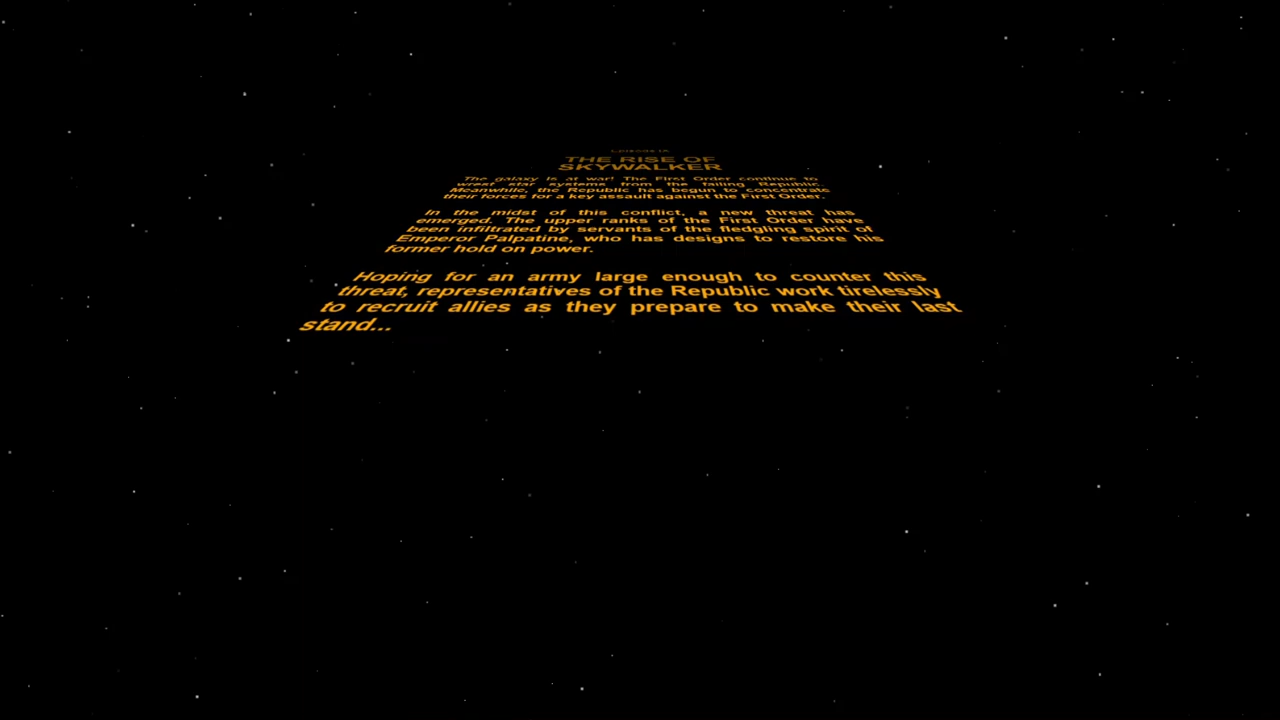 Episode IX
THE RISE OF
SKYWALKER
The galaxy is at war! The First Order continue to
wrest star systems from the failing Republic.
Meanwhile, the Republic has begun to concentrate
their forces for a key assault against the First Order.
In the midst of this conflict, a new threat has
emerged. The upper ranks of the First Order have
been infiltrated by servants of the fledgling spirit of
Emperor Palpatine, who has designs to restore his
former hold on power.
Hoping for an army large enough to counter this
threat, representatives of the Republic work tirelessly
to recruit allies as they prepare to make their last
stand...